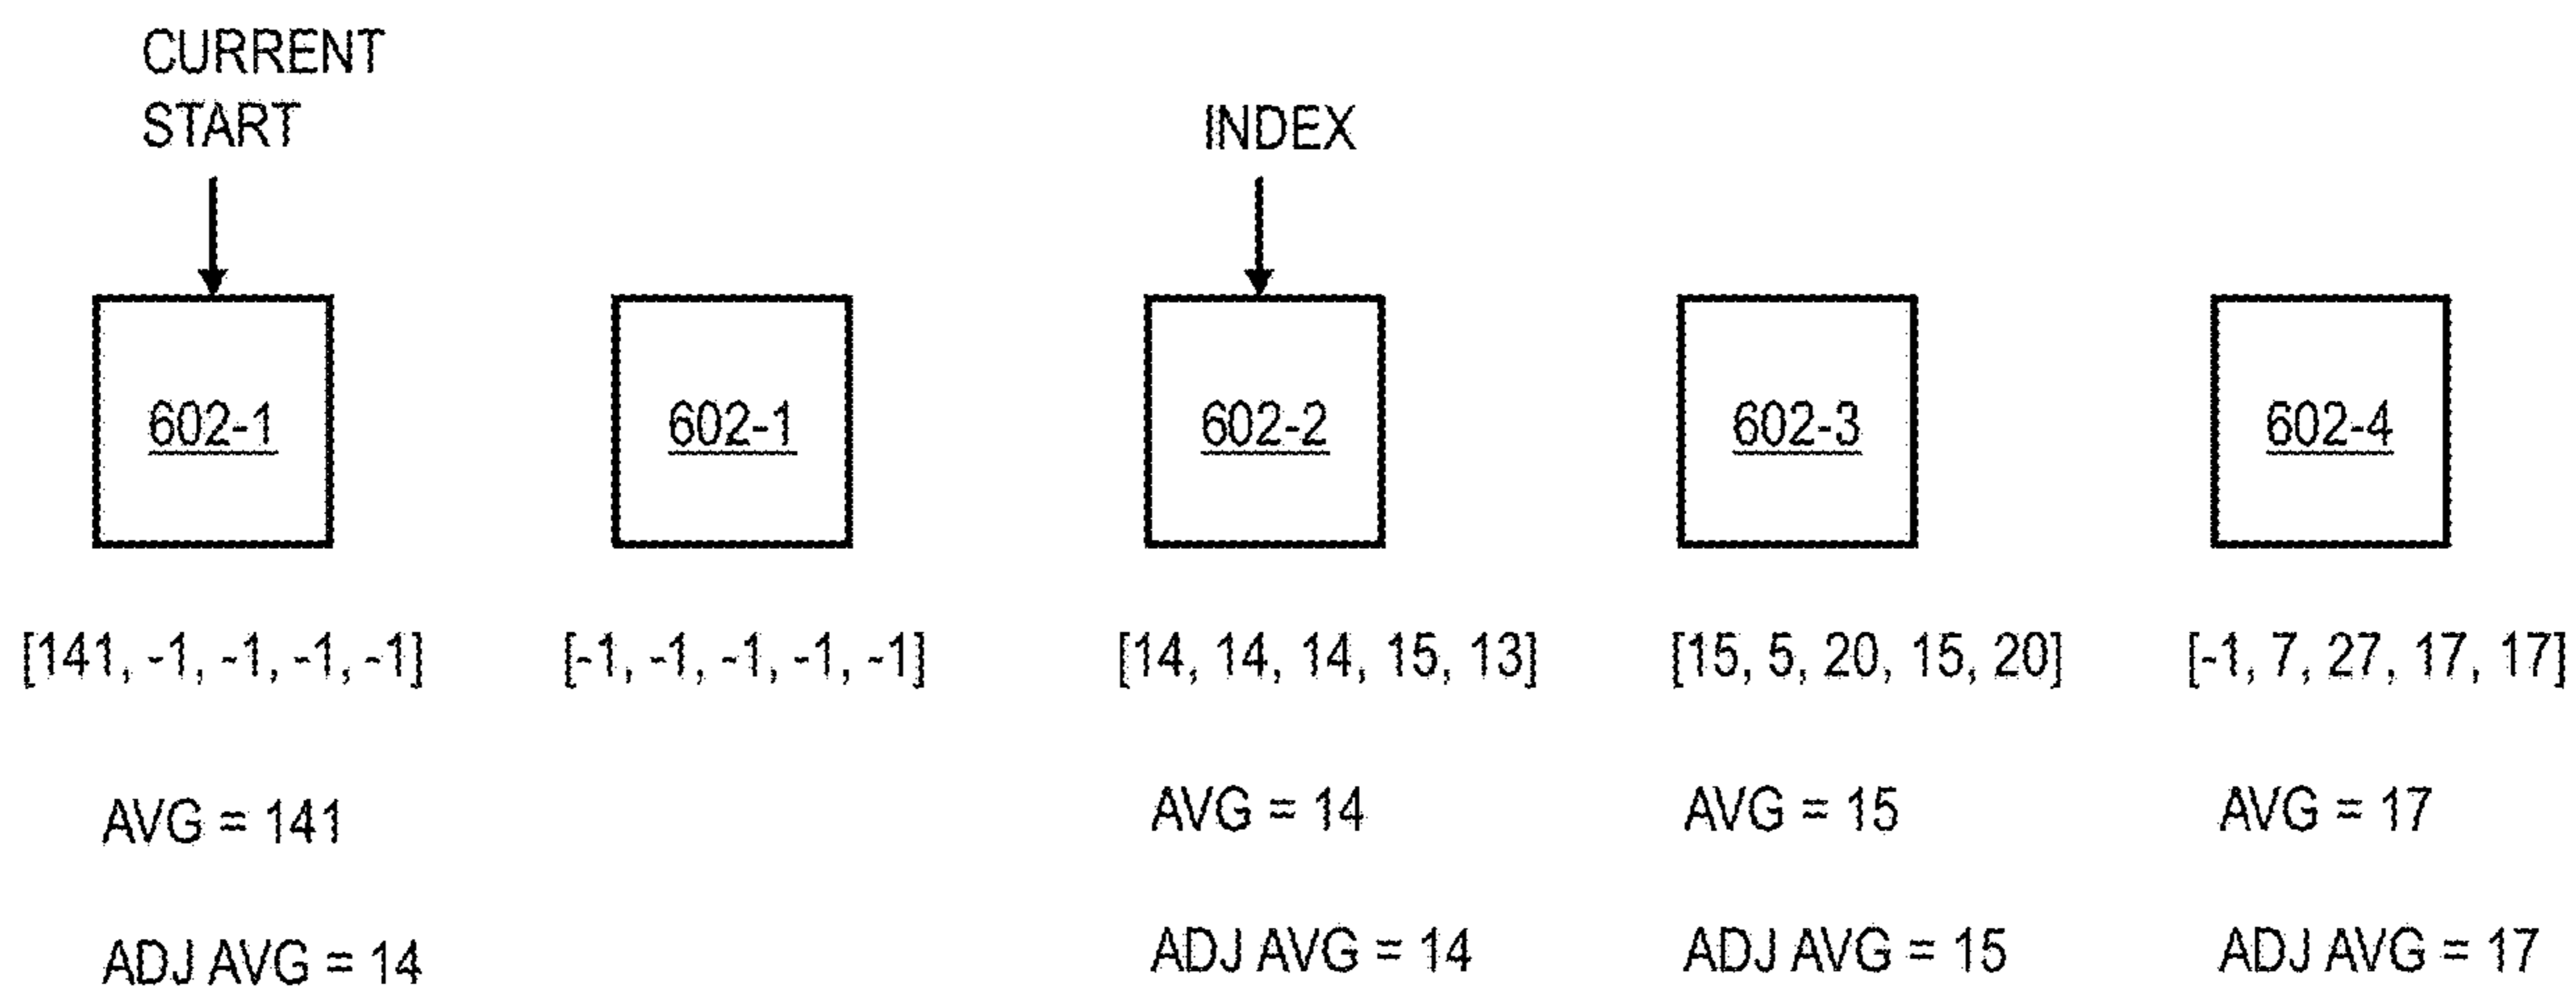 CURRENT
START
INDEX
602-1
602-1
602-2
602-3
602-4
[141, -1, -1, -1, -1]
[-1, -1, -1, -1, -1]
[14, 14, 14, 15, 13]
[15, 5, 20, 15, 20]
[-1, 7, 27, 17, 17]
AVG = 141
AVG = 14
AVG = 15
AVG = 17
ADJ AVG = 14
ADJ AVG = 14
ADJ AVG = 15
ADJ AVG = 17